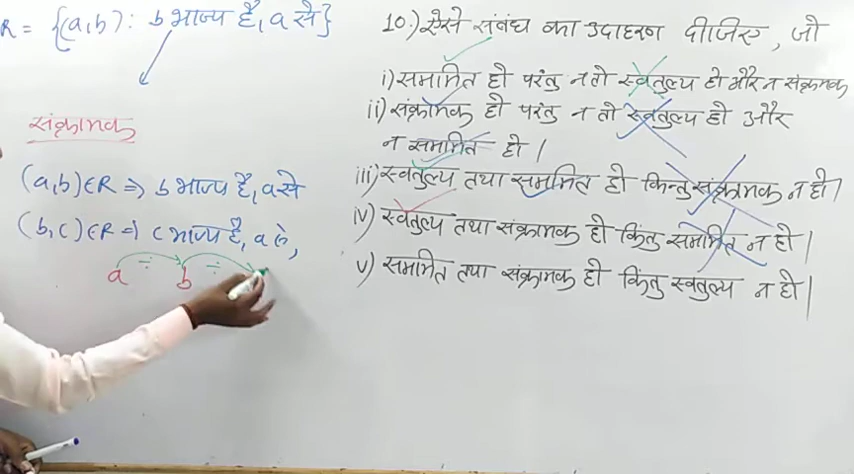 R = {(a,b): b भाज्य है, a से}
संक्रामक
(a,b) ∈ R ⇒ b भाज्य है, a से
(b,c) ∈ R ⇒ c भाज्य है, a से,
a ÷ b ÷
10.) ऐसे संबंध का उदाहरण दीजिए, जो
i) सममित हो परंतु न तो स्वतुल्य हो और न संक्रामक
ii) संक्रामक हो परंतु न तो स्वतुल्य हो और
न सममित हो |
iii) स्वतुल्य तथा सममित हो किन्तु संक्रामक न हो |
iv) स्वतुल्य तथा संक्रामक हो किंतु सममित न हो |
v) सममित तथा संक्रामक हो किंतु स्वतुल्य न हो |